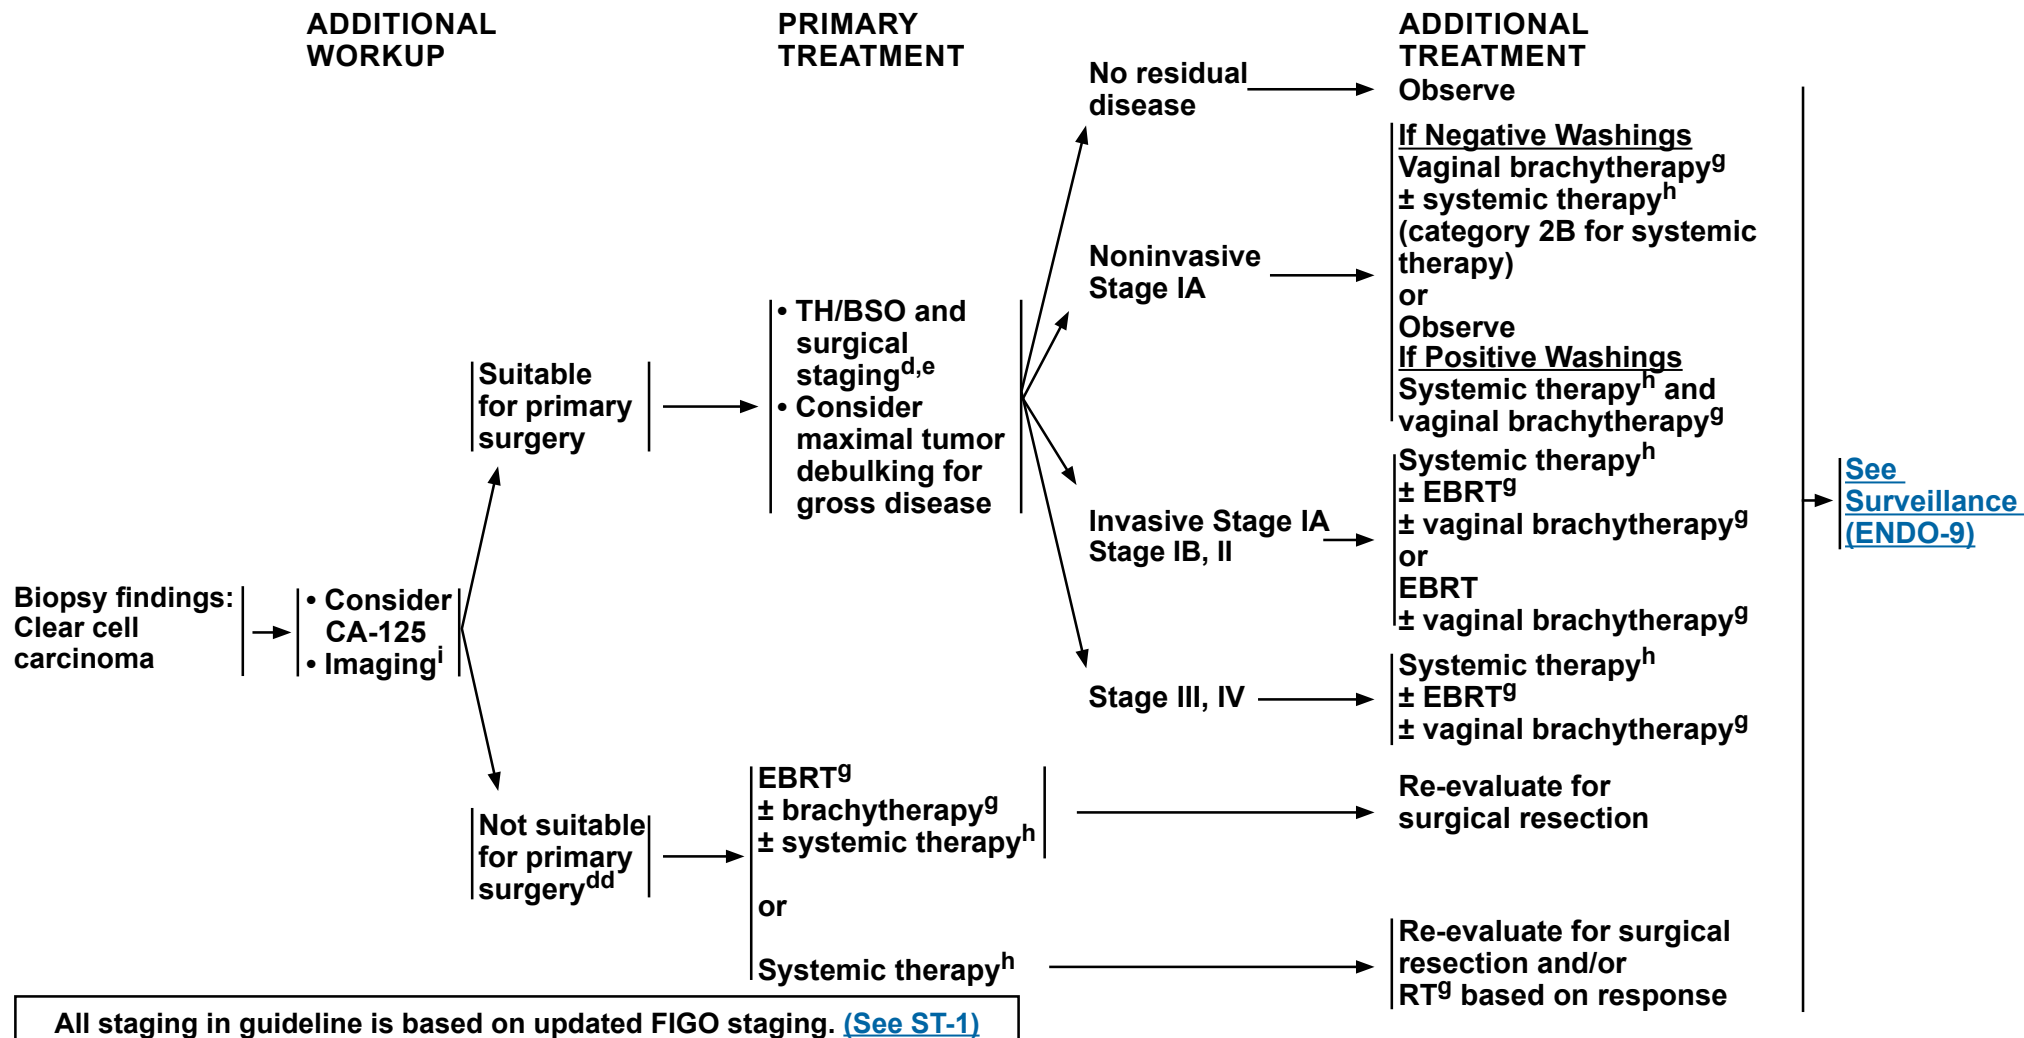 ADDITIONAL
WORKUP
PRIMARY
TREATMENT
ADDITIONAL
TREATMENT
Biopsy findings:
Clear cell
carcinoma
• Consider
CA-125
• Imagingi
Suitable
for primary
surgery
• TH/BSO and
surgical
stagingd,e
• Consider
maximal tumor
debulking for
gross disease
No residual
disease
Observe
Noninvasive
Stage IA
If Negative Washings
Vaginal brachytherapyg
± systemic therapyh
(category 2B for systemic
therapy)
or
Observe
If Positive Washings
Systemic therapyh and
vaginal brachytherapyg
Invasive Stage IA
Stage IB, II
Systemic therapyh
± EBRTg
± vaginal brachytherapyg
or
EBRT
± vaginal brachytherapyg
Stage III, IV
Systemic therapyh
± EBRTg
± vaginal brachytherapyg
Not suitable
for primary
surgerydd
EBRTg
± brachytherapyg
± systemic therapyh
or
Systemic therapyh
Re-evaluate for
surgical resection
Re-evaluate for surgical
resection and/or
RTg based on response
See
Surveillance
(ENDO-9)
All staging in guideline is based on updated FIGO staging. (See ST-1)